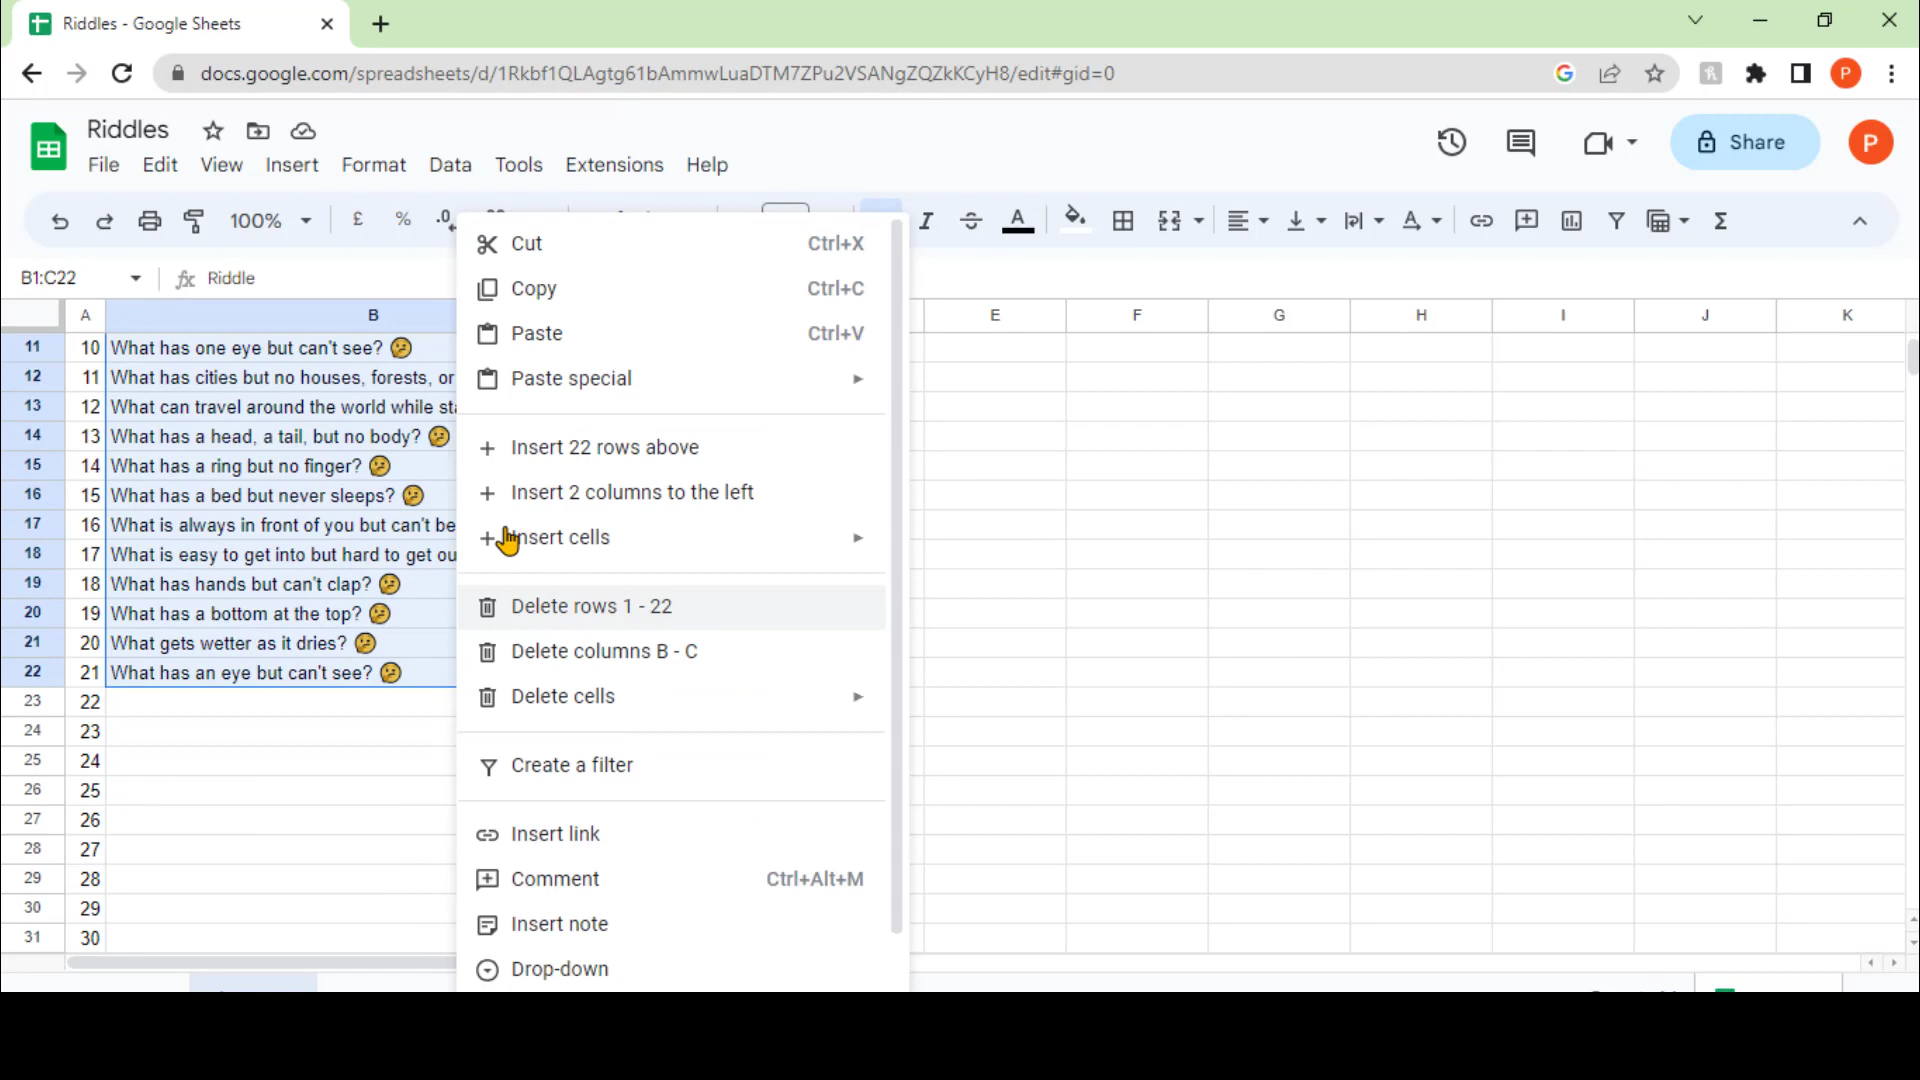 Riddles - Google Sheets
docs.google.com/spreadsheets/d/1Rkbf1QLAgtg61bAmmwLuaDTM7ZPu2VSANgZQZkKCyH8/edit#gid=0
P
Riddles
File Edit View Insert Format Data Tools Extensions Help
Share
P
100% £ % .0
B1:C22 fx Riddle
A B E F G H I J K
11 10 What has one eye but can't see? 🤔
12 11 What has cities but no houses, forests, or
13 12 What can travel around the world while
14 13 What has a head, a tail, but no body? 🤔
15 14 What has a ring but no finger? 🤔
16 15 What has a bed but never sleeps? 🤔
17 16 What is always in front of you but can't be
18 17 What is easy to get into but hard to get
19 18 What has hands but can't clap? 🤔
20 19 What has a bottom at the top? 🤔
21 20 What gets wetter as it dries? 🤔
22 21 What has an eye but can't see? 🤔
23 22
24 23
25 24
26 25
27 26
28 27
29 28
30 29
31 30
Cut Ctrl+X
Copy Ctrl+C
Paste Ctrl+V
Paste special
Insert 22 rows above
Insert 2 columns to the left
Insert cells
Delete rows 1 - 22
Delete columns B - C
Delete cells
Create a filter
Insert link
Comment Ctrl+Alt+M
Insert note
Drop-down